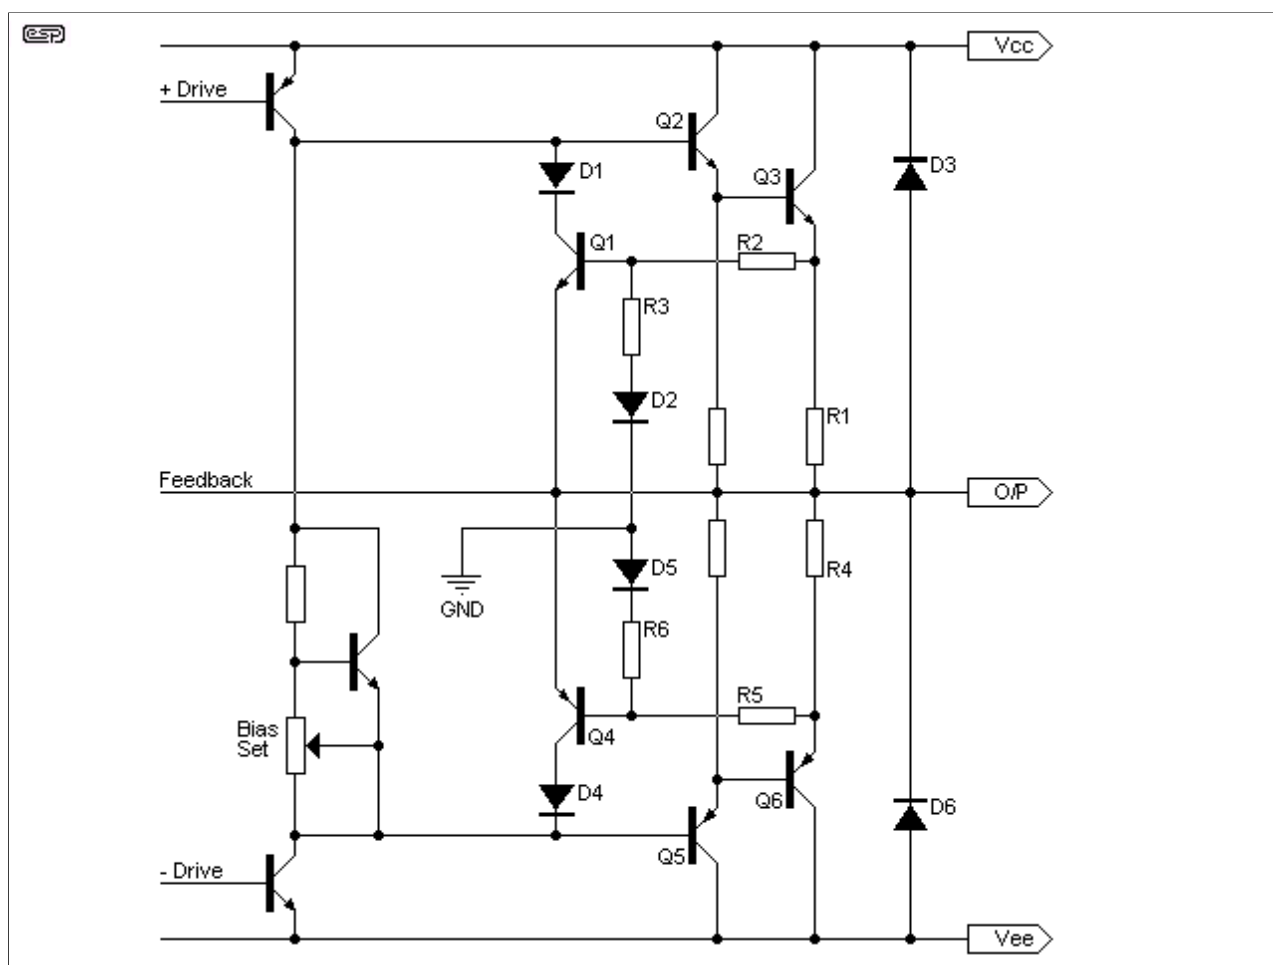 esp
Vcc
+ Drive
Q2
D1
Q3
D3
Q1
R2
R3
D2
R1
Feedback
O/P
D5
R4
GND
R6
R5
Bias
Set
Q4
D4
Q6
D6
Q5
- Drive
Vee